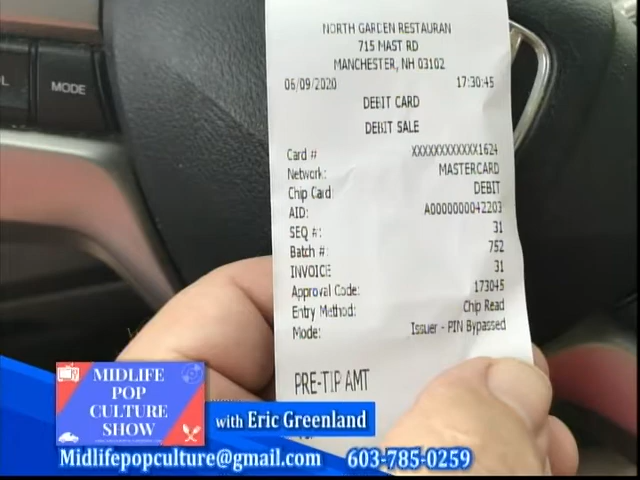 NORTH GARDEN RESTAURAN
715 MAST RD
MANCHESTER, NH 03102
06/09/2020 17:30:45
DEBIT CARD
DEBIT SALE
Card # XXXXXXXXXXXX1624
Network: MASTERCARD
Chip Card DEBIT
AID: A0000000042203
SEQ #: 31
Batch #: 752
INVOICE 31
Approval Code: 173045
Entry Method: Chip Read
Mode: Issuer - PIN Bypassed
PRE-TIP AMT
MODE
MIDLIFE
POP
CULTURE
SHOW
with Eric Greenland
Midlifepopculture@gmail.com 603-785-0259